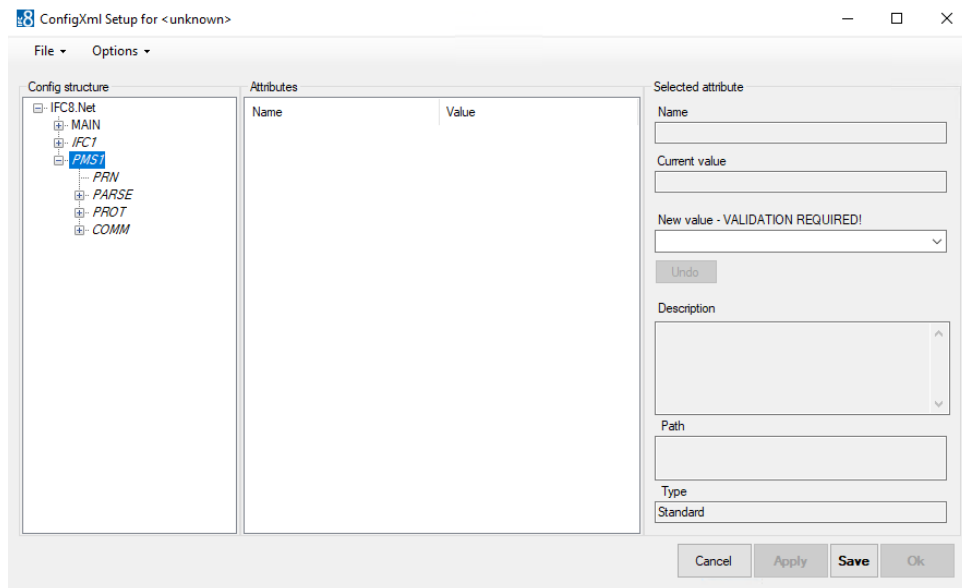 ConfigXml Setup for <unknown>
File Options
Config structure
IFC8.Net
MAIN
IFC1
PMS1
PRN
PARSE
PROT
COMM
Attributes
Name Value
Selected attribute
Name
Current value
New value - VALIDATION REQUIRED!
Undo
Description
Path
Type
Standard
Cancel Apply Save Ok